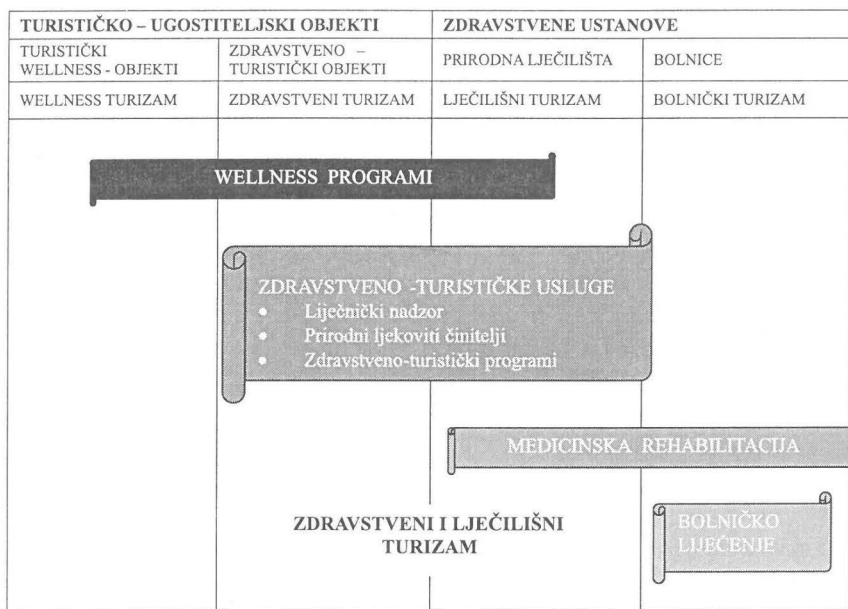 TURISTIČKO – UGOSTITELJSKI OBJEKTI
ZDRAVSTVENE USTANOVE
TURISTIČKI
WELLNESS - OBJEKTI
ZDRAVSTVENO –
TURISTIČKI OBJEKTI
PRIRODNA LJEČILIŠTA
BOLNICE
WELLNESS TURIZAM
ZDRAVSTVENI TURIZAM
LJEČILIŠNI TURIZAM
BOLNIČKI TURIZAM
WELLNESS PROGRAMI
ZDRAVSTVENO -TURISTIČKE USLUGE
• Liječnički nadzor
• Prirodni ljekoviti činitelji
• Zdravstveno-turistički programi
MEDICINSKA REHABILITACIJA
ZDRAVSTVENI I LJEČILIŠNI
TURIZAM
BOLNIČKO
LIJEČENJE